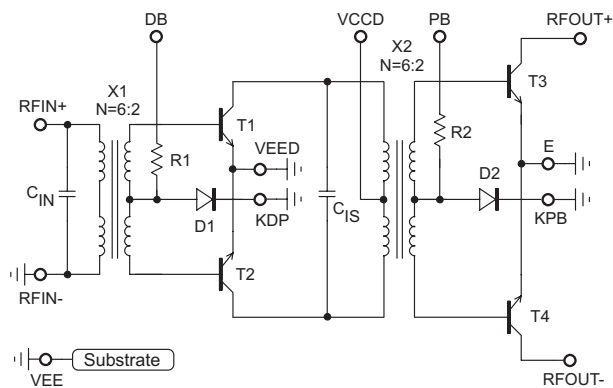 DB
VCCD
PB
RFOUT+
X1
N=6:2
X2
N=6:2
RFIN+
T1
T3
R1
R2
VEED
E
CIN
D1
KDP
CIS
D2
KPB
T2
T4
RFIN-
Substrate
VEE
RFOUT-